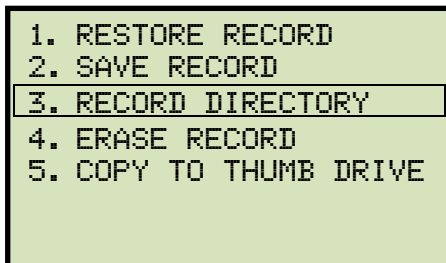 1. RESTORE RECORD
2. SAVE RECORD
3. RECORD DIRECTORY
4. ERASE RECORD
5. COPY TO THUMB DRIVE